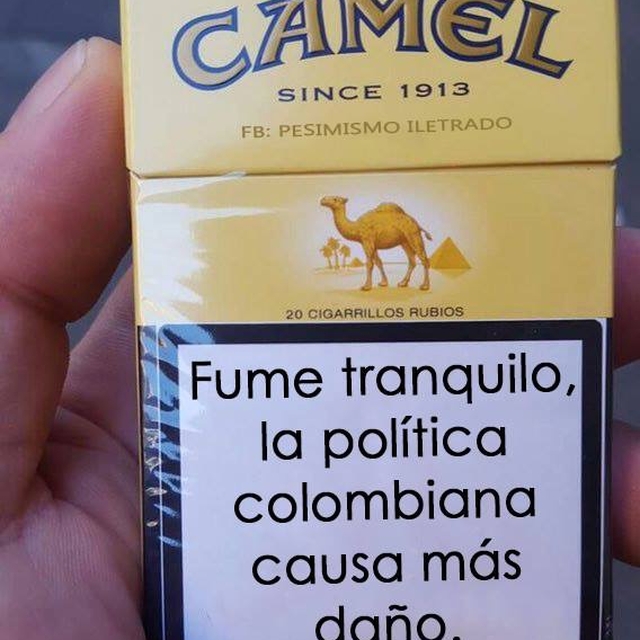 CAMEL
SINCE 1913
FB: PESIMISMO ILETRADO
20 CIGARRILLOS RUBIOS
Fume tranquilo,
la política
colombiana
causa más
daño.